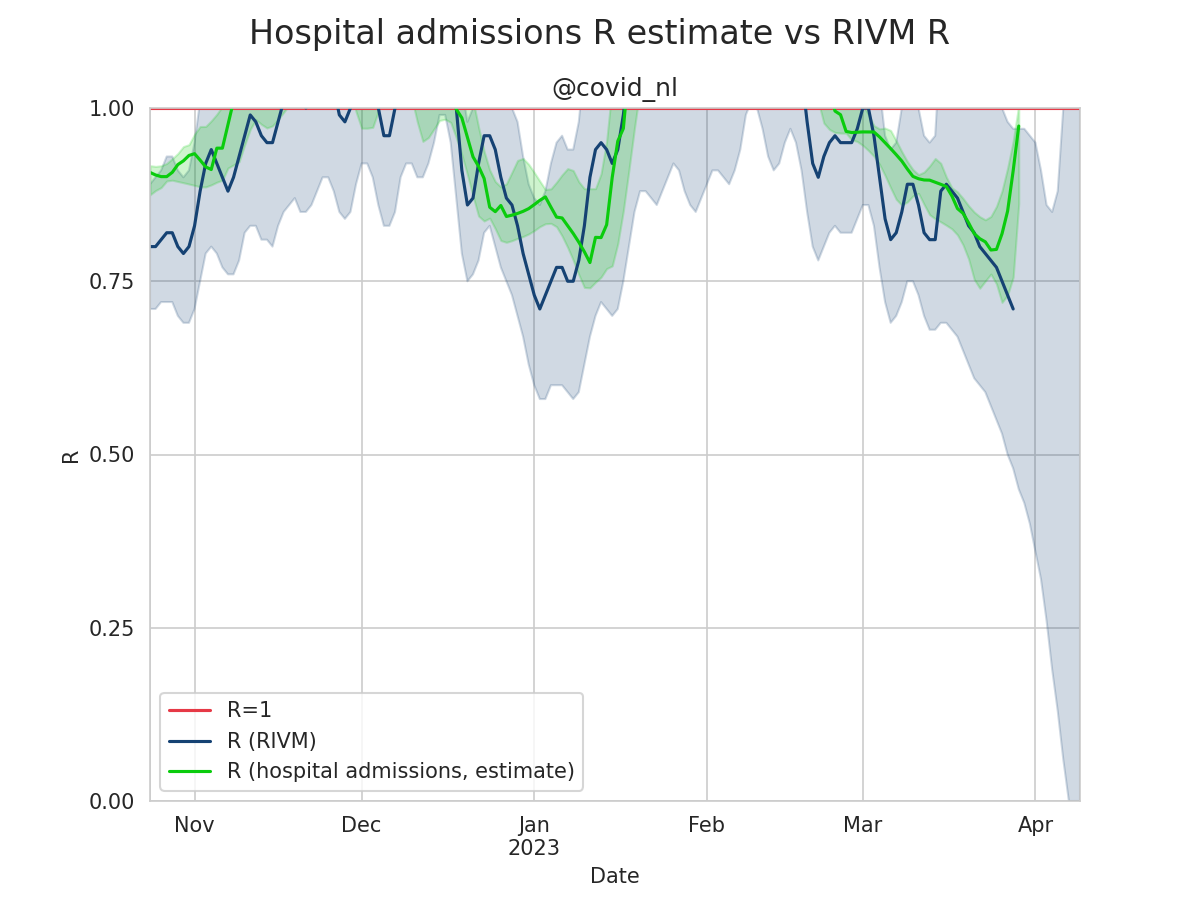 Hospital admissions R estimate vs RIVM R
@covid_nl
1.00
0.75
0.50
0.25
0.00
R
R=1
R (RIVM)
R (hospital admissions, estimate)
Nov
Dec
Jan
2023
Feb
Mar
Apr
Date